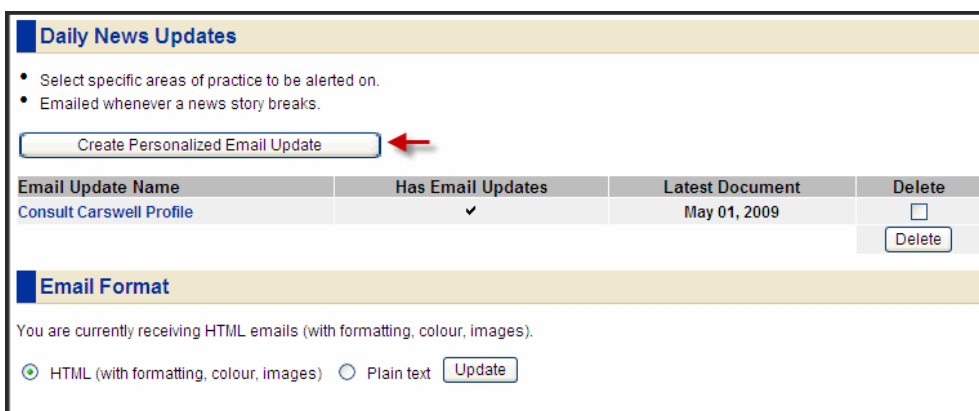 Daily News Updates
Select specific areas of practice to be alerted on.
Emailed whenever a news story breaks.
Create Personalized Email Update
Email Update Name Has Email Updates Latest Document Delete
Consult Carswell Profile May 01, 2009
Delete
Email Format
You are currently receiving HTML emails (with formatting, colour, images).
HTML (with formatting, colour, images) Plain text Update